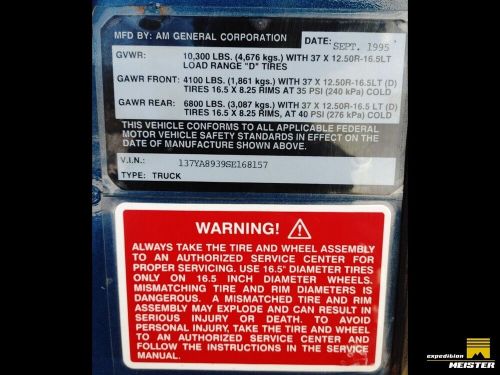 MFD BY: AM GENERAL CORPORATION DATE: SEPT. 1995
GVWR: 10,300 LBS. (4,676 kgs.) WITH 37 X 12.50R-16.5LT
LOAD RANGE "D" TIRES
GAWR FRONT: 4100 LBS. (1,861 kgs.) WITH 37 X 12.50R-16.5LT (D)
TIRES 16.5 X 8.25 RIMS AT 35 PSI (240 kPa) COLD
GAWR REAR: 6800 LBS. (3,087 kgs.) WITH 37 X 12.50R-16.5 LT (D)
TIRES 16.5 X 8.25 RIMS, AT 40 PSI (276 kPa) COLD
THIS VEHICLE CONFORMS TO ALL APPLICABLE FEDERAL
MOTOR VEHICLE SAFETY STANDARDS IN EFFECT ON THE
DATE OF MANUFACTURE SHOWN ABOVE.
V.I.N.: 137YA8939SE168157
TYPE: TRUCK
WARNING!
ALWAYS TAKE THE TIRE AND WHEEL ASSEMBLY
TO AN AUTHORIZED SERVICE CENTER FOR
PROPER SERVICING. USE 16.5" DIAMETER TIRES
ONLY ON 16.5 INCH DIAMETER WHEELS.
MISMATCHING TIRE AND RIM DIAMETERS IS
DANGEROUS. A MISMATCHED TIRE AND RIM
ASSEMBLY MAY EXPLODE AND CAN RESULT IN
SERIOUS INJURY OR DEATH. TO AVOID
PERSONAL INJURY, TAKE THE TIRE AND WHEEL
TO AN AUTHORIZED SERVICE CENTER AND
FOLLOW THE INSTRUCTIONS IN THE SERVICE
MANUAL.
expedition
MEISTER